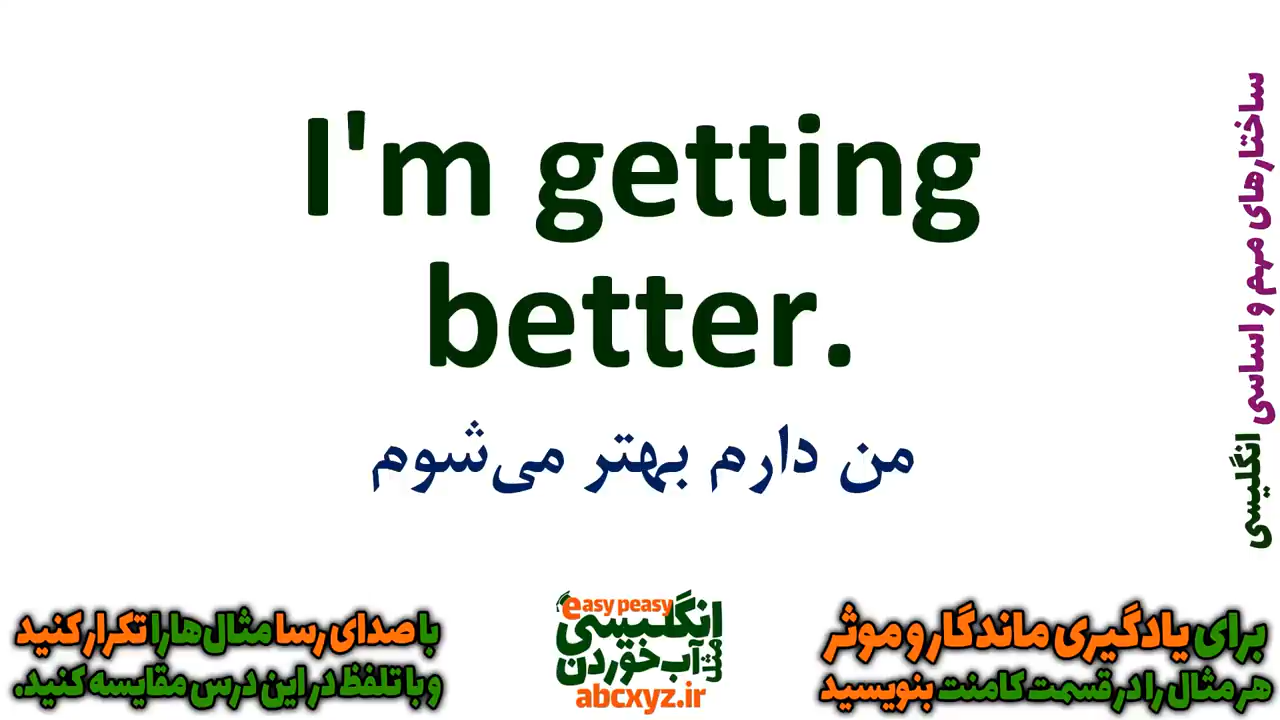 I'm getting
better.
من دارم بهتر می‌شوم
ساختارهای مهم و اساسی انگلیسی
برای یادگیری ماندگار و موثر
هر مثال را در قسمت کامنت بنویسید
easy peasy
انگلیسی
مثل آب خوردن
abcxyz.ir
با صدای رسا مثال‌ها را تکرار کنید
و با تلفظ در این درس مقایسه کنید.